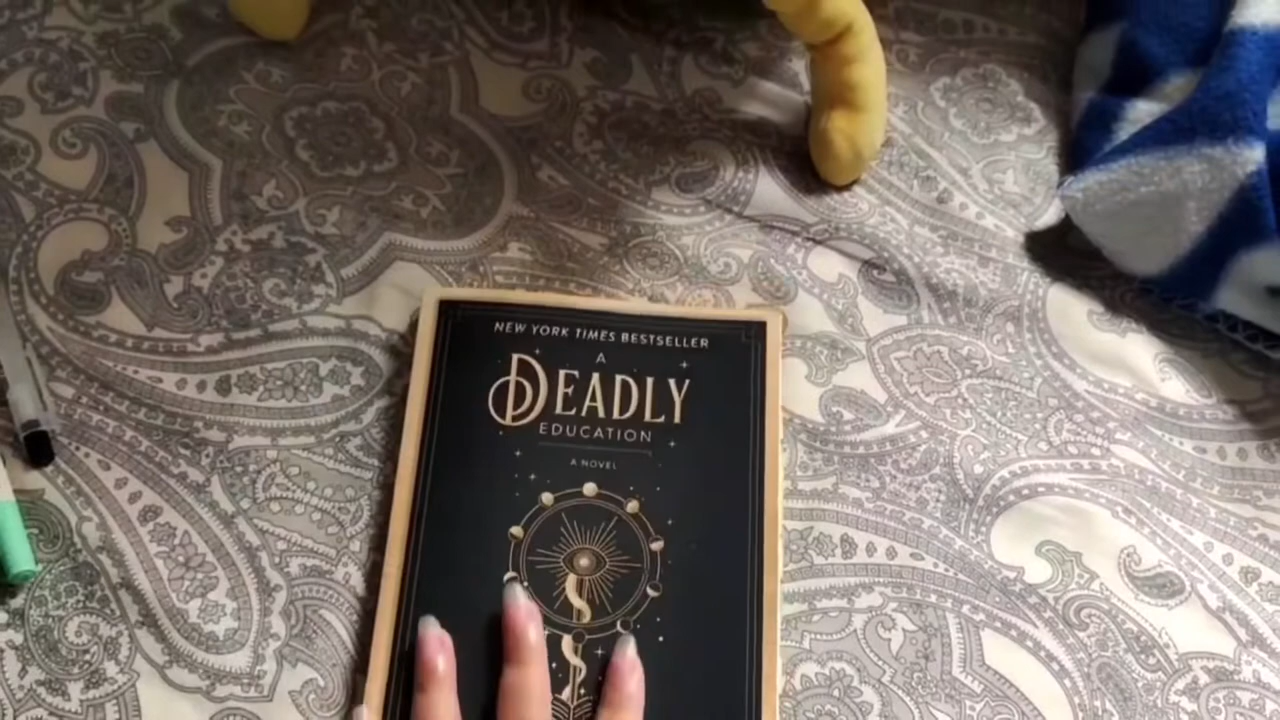 NEW YORK TIMES BESTSELLER
A
DEADLY
EDUCATION
A NOVEL